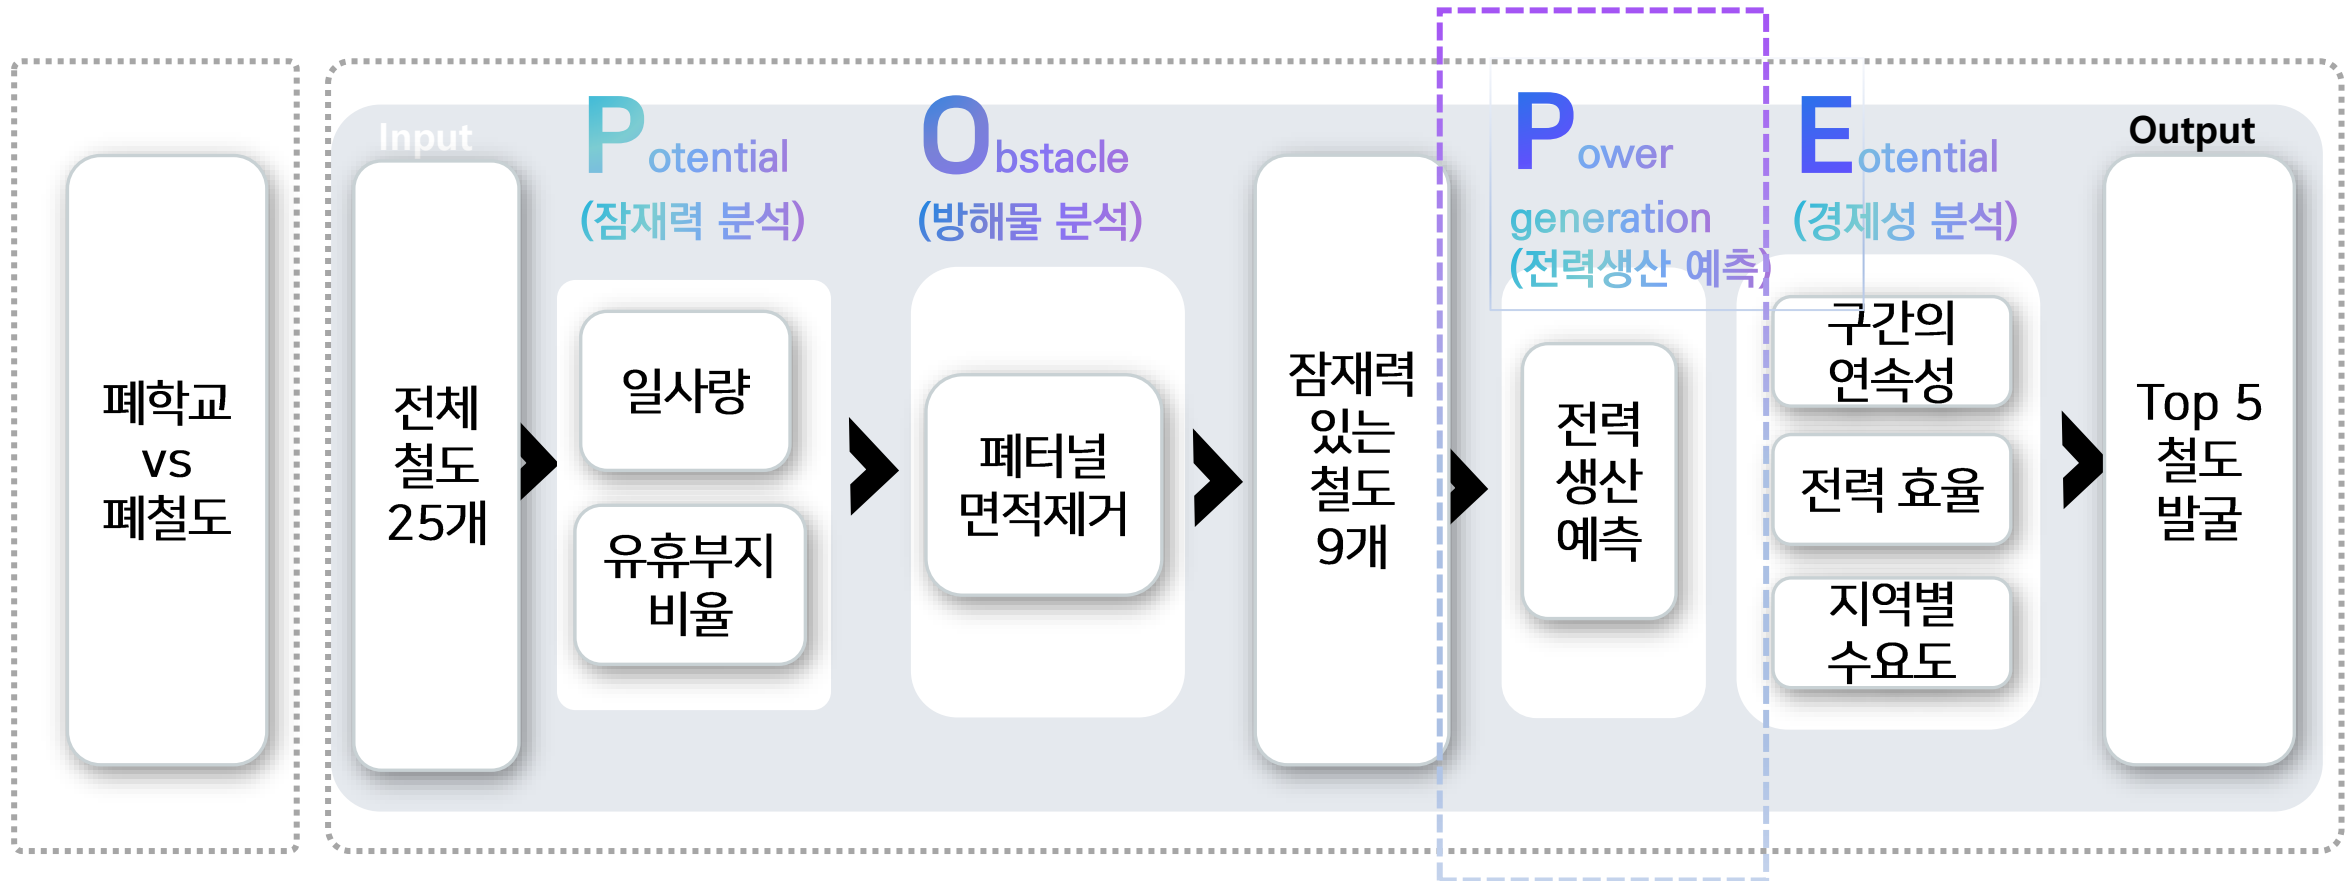 폐학교
vs
폐철도
Input
전체
철도
25개
Potential
(잠재력 분석)
일사량
유휴부지
비율
Obstacle
(방해물 분석)
폐터널
면적제거
잠재력
있는
철도
9개
Power
generation
(전력생산 예측)
전력
생산
예측
Eotential
(경제성 분석)
구간의
연속성
전력 효율
지역별
수요도
Output
Top 5
철도
발굴